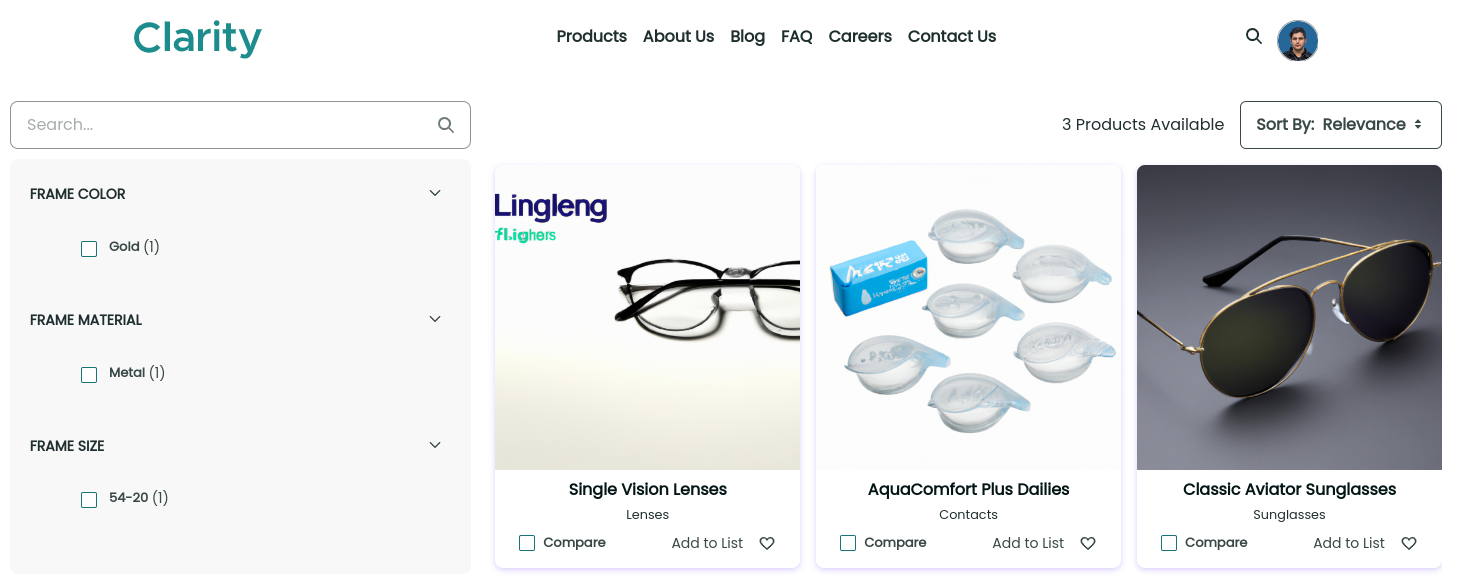 Clarity
Products About Us Blog FAQ Careers Contact Us
Search...
3 Products Available
Sort By: Relevance
FRAME COLOR
Gold (1)
FRAME MATERIAL
Metal (1)
FRAME SIZE
54-20 (1)
Lingleng
Single Vision Lenses
Lenses
Compare Add to List
AquaComfort Plus Dailies
Contacts
Compare Add to List
Classic Aviator Sunglasses
Sunglasses
Compare Add to List